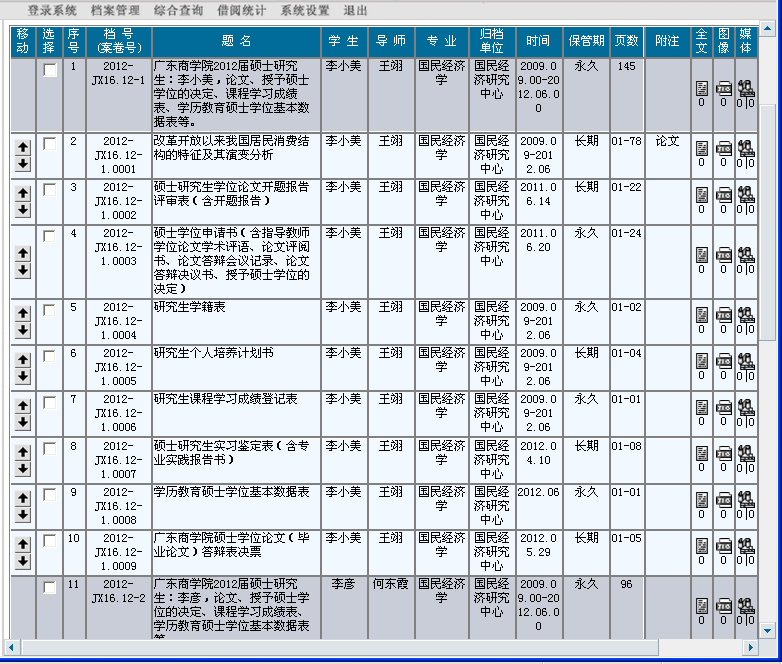 登录系统 档案管理 综合查询 借阅统计 系统设置 退出
移动 选择 序号 档 号(案卷号) 题 名 学 生 导 师 专 业 归档单位 时间 保管期 页数 附注 全文 图像 媒体
1 2012-JX16.12-1 广东商学院2012届硕士研究生：李小美，论文、授予硕士学位的决定、课程学习成绩表、学历教育硕士学位基本数据表等。 李小美 王翊 国民经济学 国民经济研究中心 2009.09.00-2012.06.00 永久 145 0 0 0|0
2 2012-JX16.12-1.0001 改革开放以来我国居民消费结构的特征及其演变分析 李小美 王翊 国民经济学 国民经济研究中心 2009.09-2012.06 长期 01-78 论文 0 0 0|0
3 2012-JX16.12-1.0002 硕士研究生学位论文开题报告评审表（含开题报告） 李小美 王翊 国民经济学 国民经济研究中心 2011.06.14 长期 01-22 0 0 0|0
4 2012-JX16.12-1.0003 硕士学位申请书（含指导教师学位论文学术评语、论文评阅书、论文答辩会议记录、论文答辩决议书、授予硕士学位的决定） 李小美 王翊 国民经济学 国民经济研究中心 2011.06.20 永久 01-24 0 0 0|0
5 2012-JX16.12-1.0004 研究生学籍表 李小美 王翊 国民经济学 国民经济研究中心 2009.09-2012.06 永久 01-02 0 0 0|0
6 2012-JX16.12-1.0005 研究生个人培养计划书 李小美 王翊 国民经济学 国民经济研究中心 2009.09-2012.06 长期 01-04 0 0 0|0
7 2012-JX16.12-1.0006 研究生课程学习成绩登记表 李小美 王翊 国民经济学 国民经济研究中心 2009.09-2012.06 永久 01-01 0 0 0|0
8 2012-JX16.12-1.0007 硕士研究生实习鉴定表（含专业实践报告书） 李小美 王翊 国民经济学 国民经济研究中心 2012.04.10 长期 01-08 0 0 0|0
9 2012-JX16.12-1.0008 学历教育硕士学位基本数据表 李小美 王翊 国民经济学 国民经济研究中心 2012.06 永久 01-01 0 0 0|0
10 2012-JX16.12-1.0009 广东商学院硕士学位论文（毕业论文）答辩表决票 李小美 王翊 国民经济学 国民经济研究中心 2012.05.29 长期 01-05 0 0 0|0
11 2012-JX16.12-2 广东商学院2012届硕士研究生：李彦，论文、授予硕士学位的决定、课程学习成绩表、学历教育硕士学位基本数据表 李彦 何东霞 国民经济学 国民经济研究中心 2009.09.00-2012.06.00 永久 96 0 0 0|0